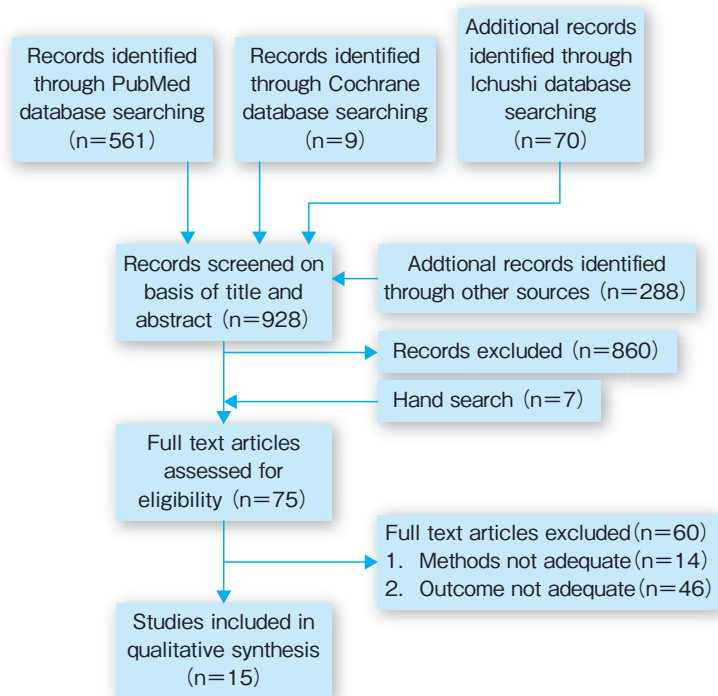 Records identified
through PubMed
database searching
(n=561)
Records identified
through Cochrane
database searching
(n=9)
Additional records
identified through
Ichushi database
searching
(n=70)
Records screened on
basis of title and
abstract (n=928)
Addtional records identified
through other sources (n=288)
Records excluded (n=860)
Hand search (n=7)
Full text articles
assessed for
eligibility (n=75)
Full text articles excluded(n=60)
1. Methods not adequate(n=14)
2. Outcome not adequate(n=46)
Studies included in
qualitative synthesis
(n=15)